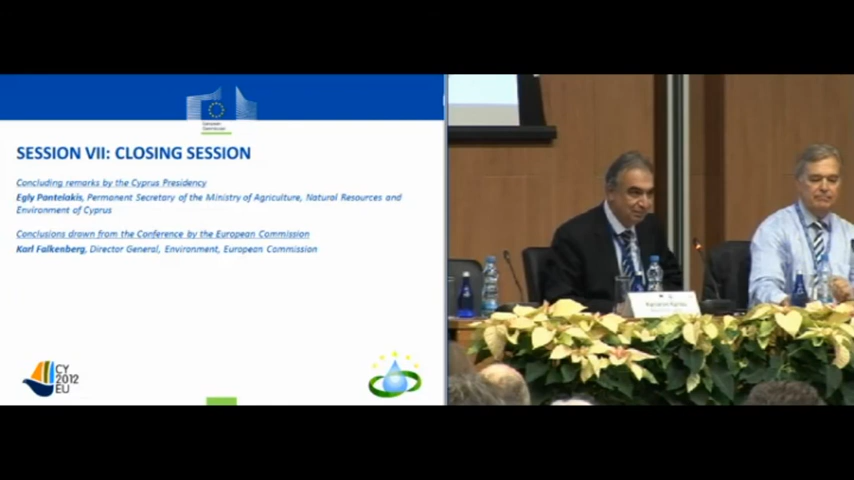 European
Commission
SESSION VII: CLOSING SESSION
Concluding remarks by the Cyprus Presidency
Egly Pantelakis, Permanent Secretary of the Ministry of Agriculture, Natural Resources and
Environment of Cyprus
Conclusions drawn from the Conference by the European Commission
Karl Falkenberg, Director General, Environment, European Commission
CY
2012
EU